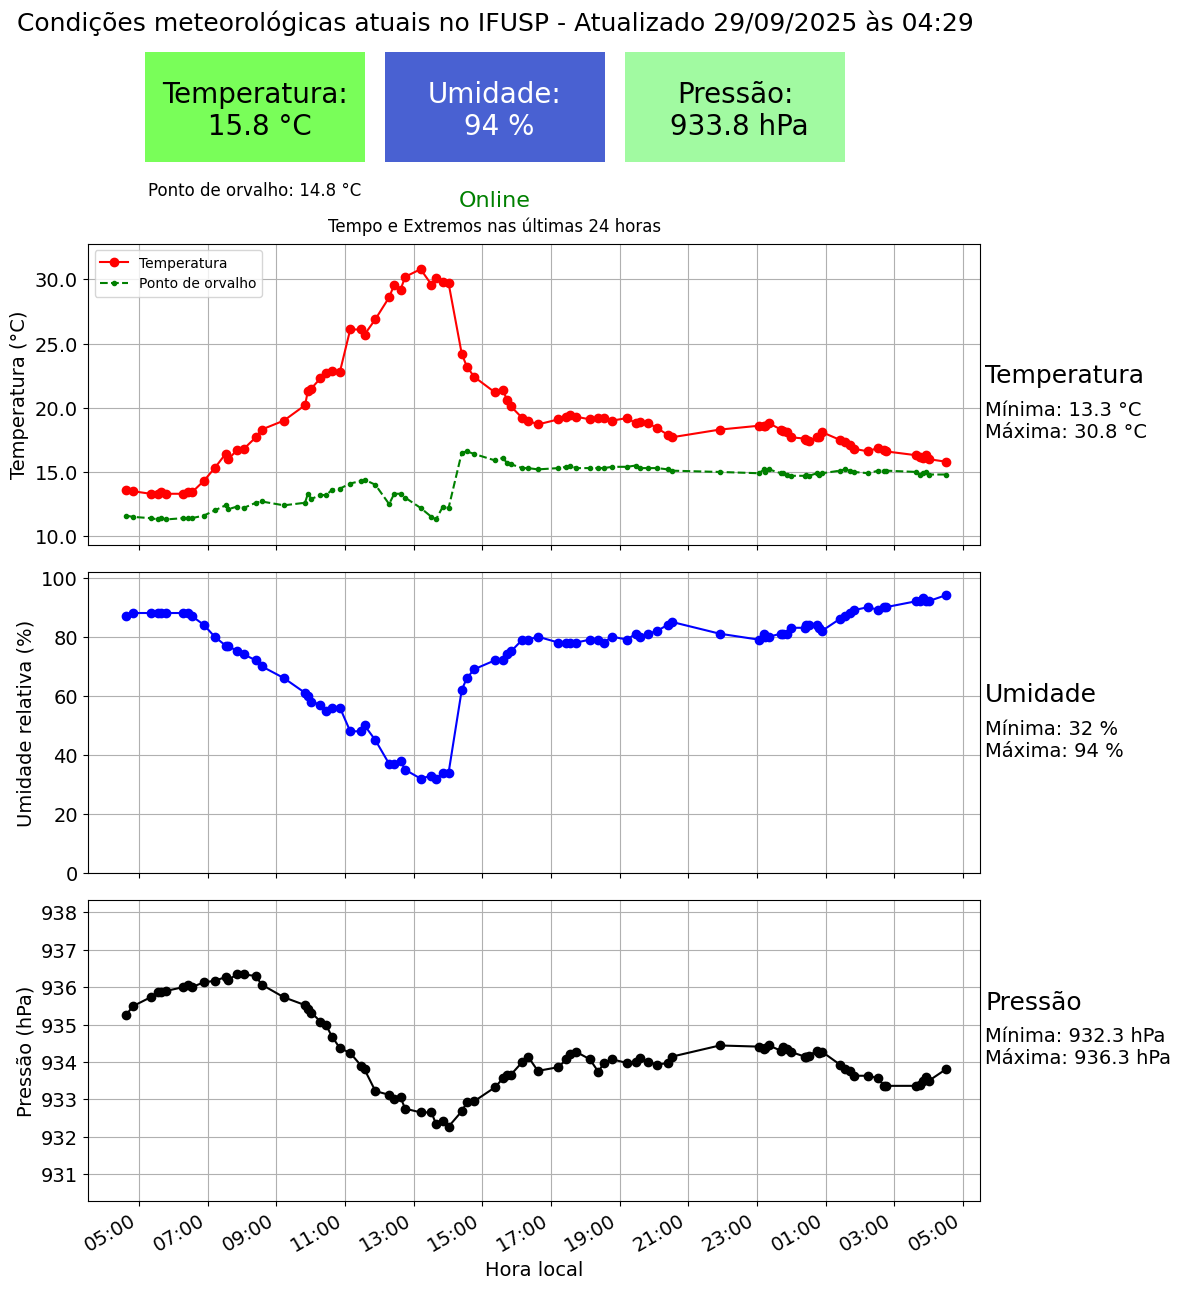 Condições meteorológicas atuais no IFUSP - Atualizado 29/09/2025 às 04:29
Temperatura:
15.8 °C
Umidade:
94 %
Pressão:
933.8 hPa
Ponto de orvalho: 14.8 °C
Online
Tempo e Extremos nas últimas 24 horas
Temperatura
Ponto de orvalho
Temperatura (°C)
30.0
25.0
20.0
15.0
10.0
Temperatura
Mínima: 13.3 °C
Máxima: 30.8 °C
Umidade relativa (%)
100
80
60
40
20
0
Umidade
Mínima: 32 %
Máxima: 94 %
Pressão (hPa)
938
937
936
935
934
933
932
931
Pressão
Mínima: 932.3 hPa
Máxima: 936.3 hPa
05:00 07:00 09:00 11:00 13:00 15:00 17:00 19:00 21:00 23:00 01:00 03:00 05:00
Hora local